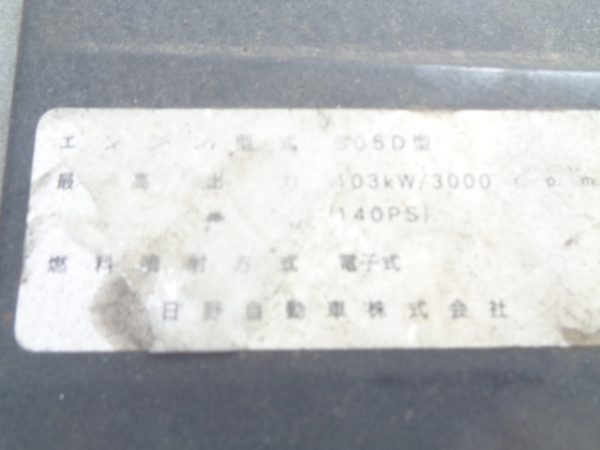 エンジン型式 S05D型
最高出力 103kW/3000 r.p.m
(140PS)
燃料噴射方式 電子式
日野自動車株式会社